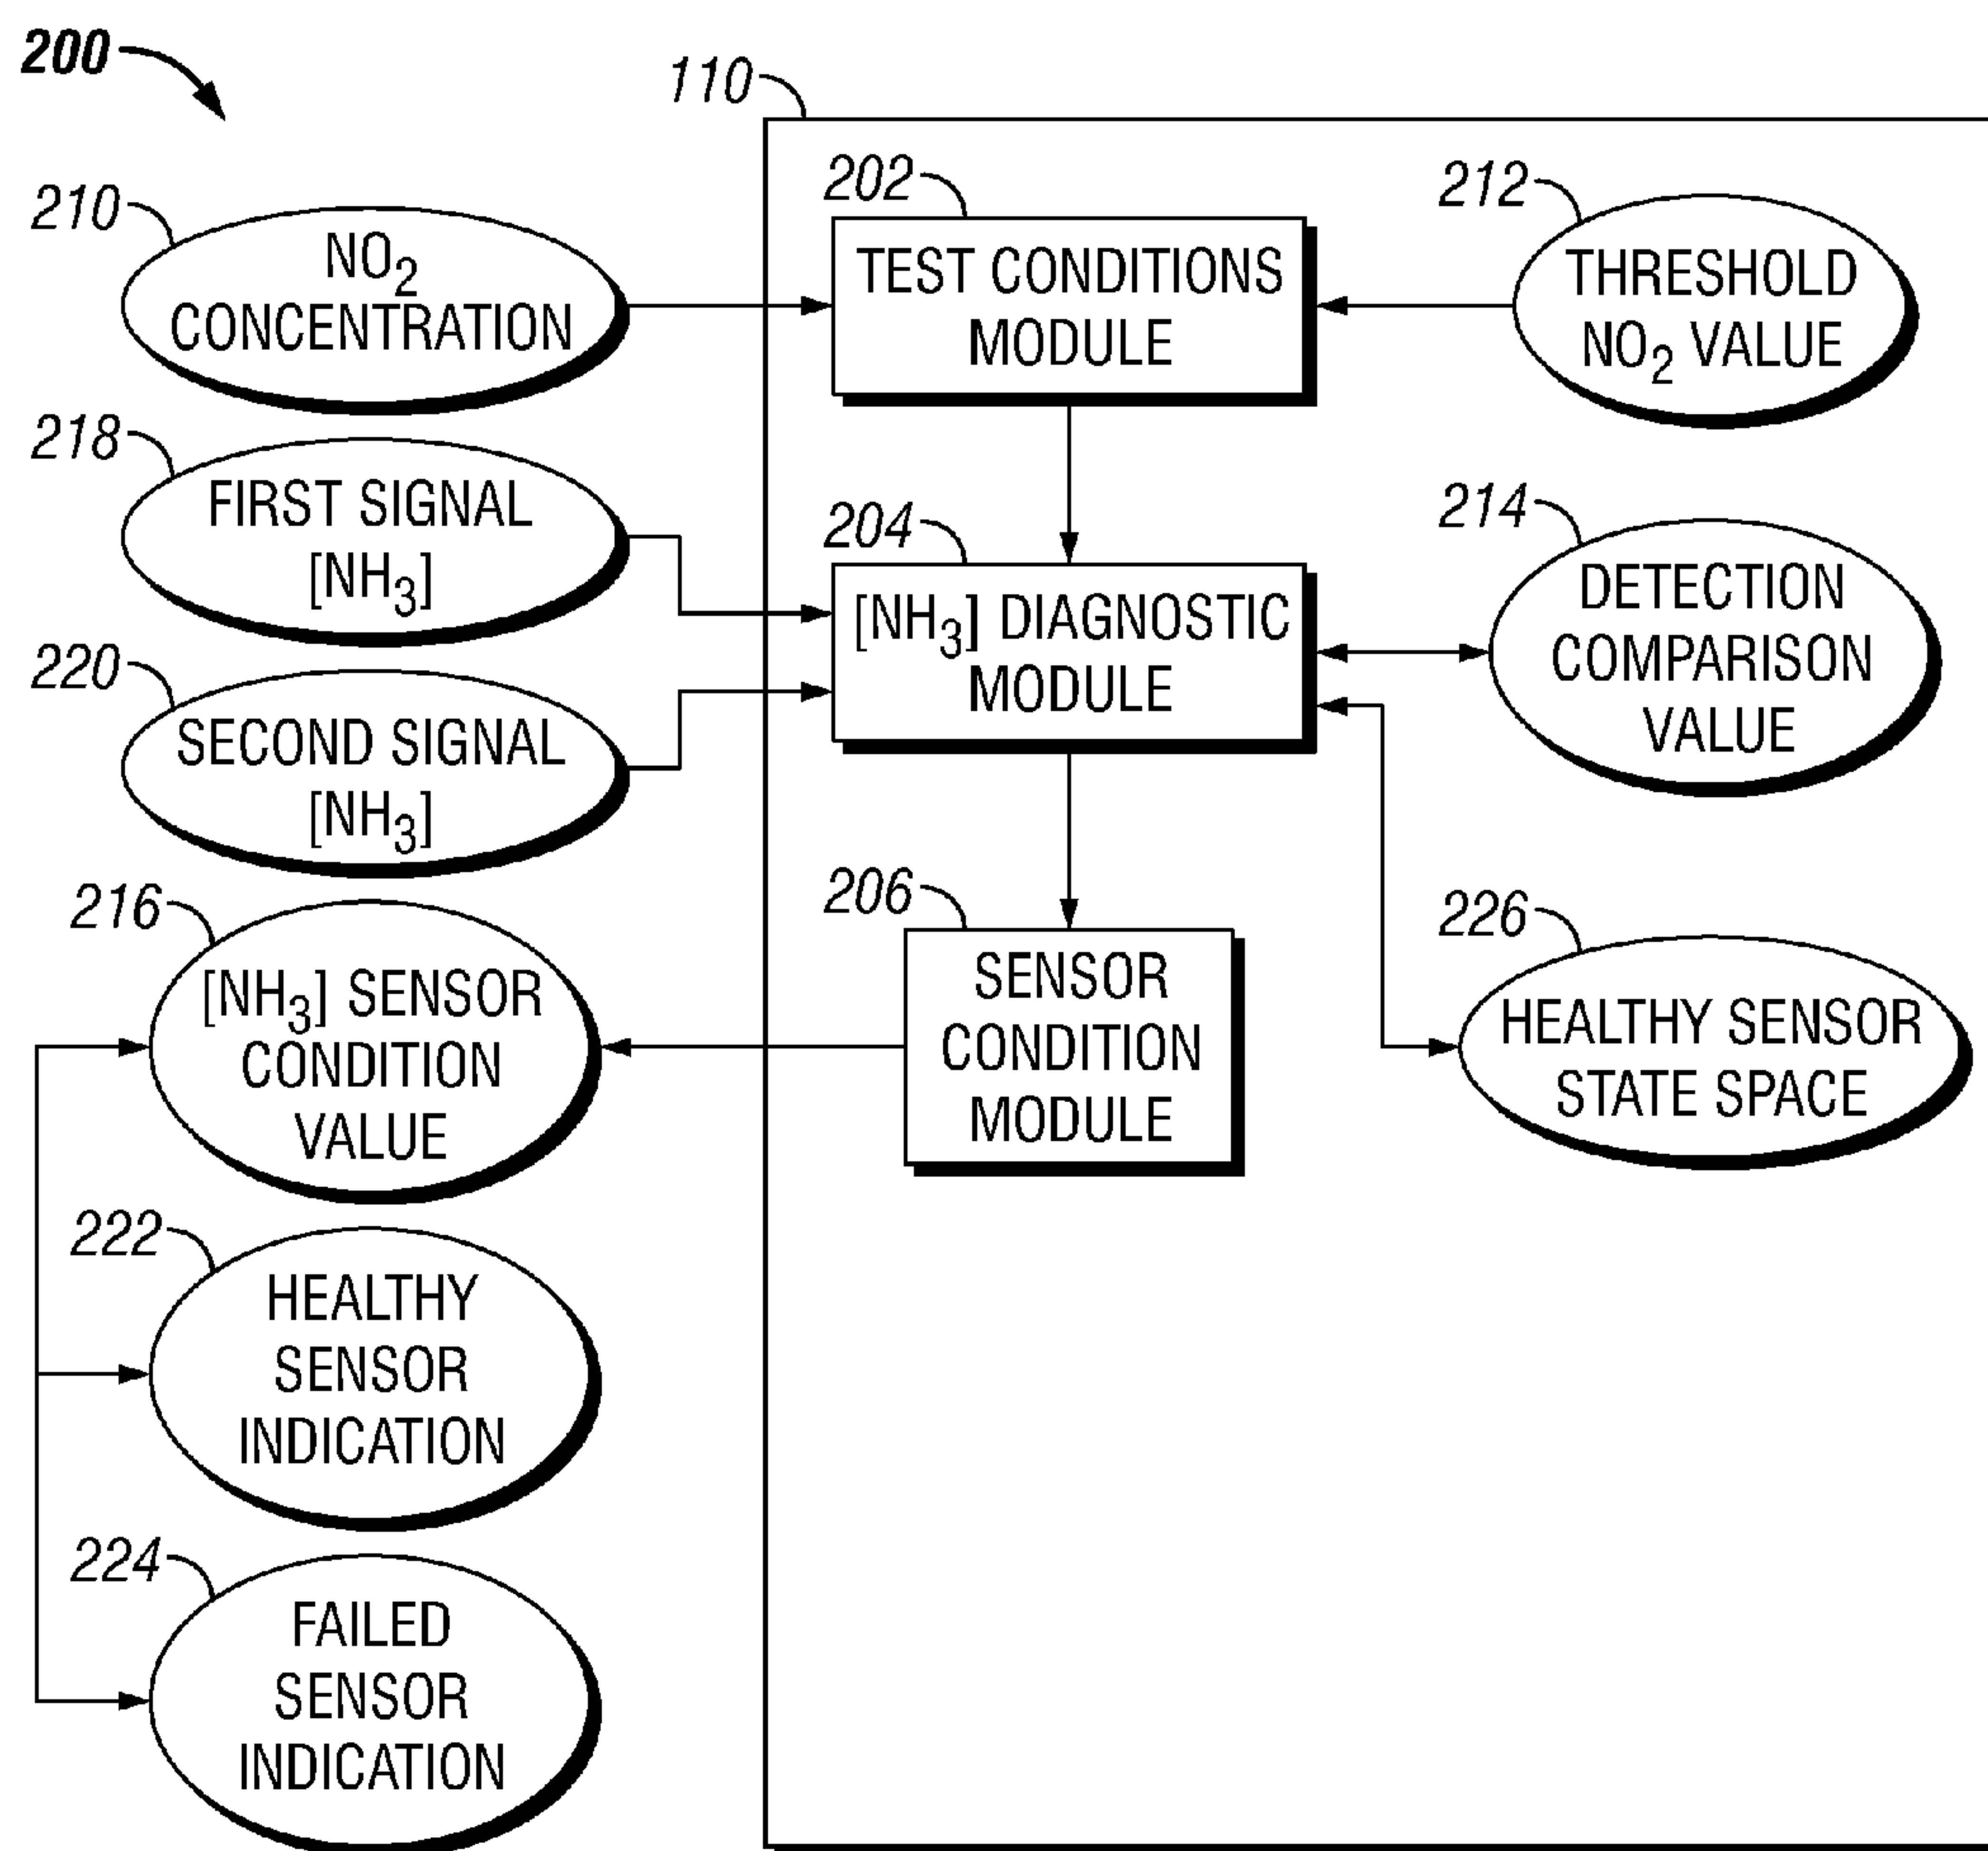 200
110
210
NO2
CONCENTRATION
202
TEST CONDITIONS
MODULE
212
THRESHOLD
NO2 VALUE
218
FIRST SIGNAL
[NH3]
204
[NH3] DIAGNOSTIC
MODULE
214
DETECTION
COMPARISON
VALUE
220
SECOND SIGNAL
[NH3]
216
[NH3] SENSOR
CONDITION
VALUE
206
SENSOR
CONDITION
MODULE
226
HEALTHY SENSOR
STATE SPACE
222
HEALTHY
SENSOR
INDICATION
224
FAILED
SENSOR
INDICATION